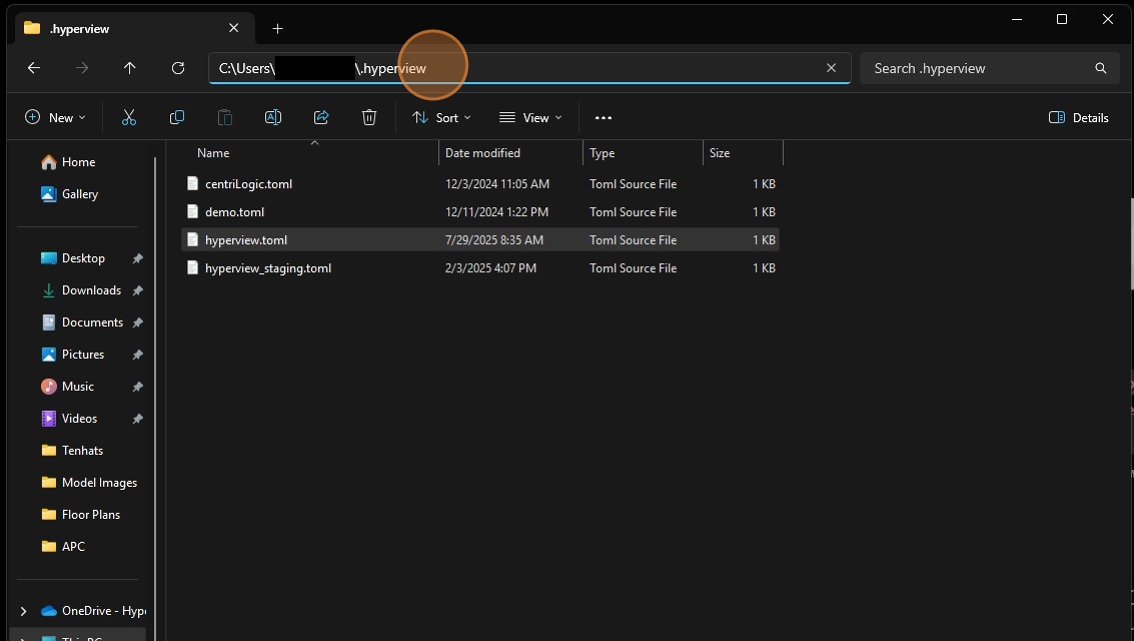 .hyperview
C:\Users\ \.hyperview
Search .hyperview
New
Sort
View
Details
Name Date modified Type Size
centriLogic.toml 12/3/2024 11:05 AM Toml Source File 1 KB
demo.toml 12/11/2024 1:22 PM Toml Source File 1 KB
hyperview.toml 7/29/2025 8:35 AM Toml Source File 1 KB
hyperview_staging.toml 2/3/2025 4:07 PM Toml Source File 1 KB
Home
Gallery
Desktop
Downloads
Documents
Pictures
Music
Videos
Tenhats
Model Images
Floor Plans
APC
OneDrive - Hype
This PC